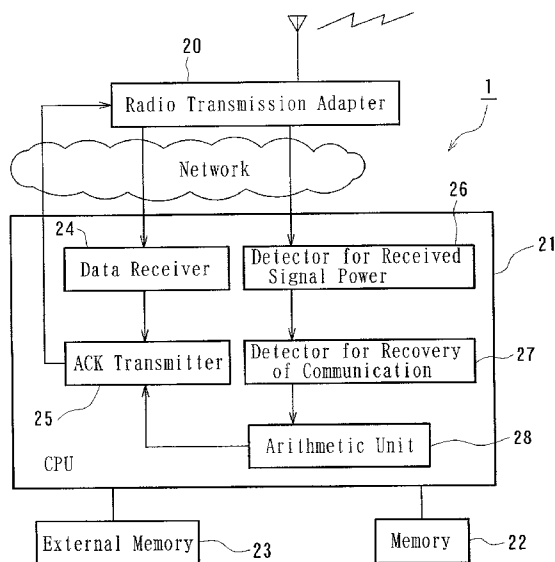 20
Radio Transmission Adapter
1
Network
26
24
21
Data Receiver
Detector for Received
Signal Power
ACK Transmitter
Detector for Recovery
of Communication
27
25
Arithmetic Unit
28
CPU
External Memory
23
Memory
22